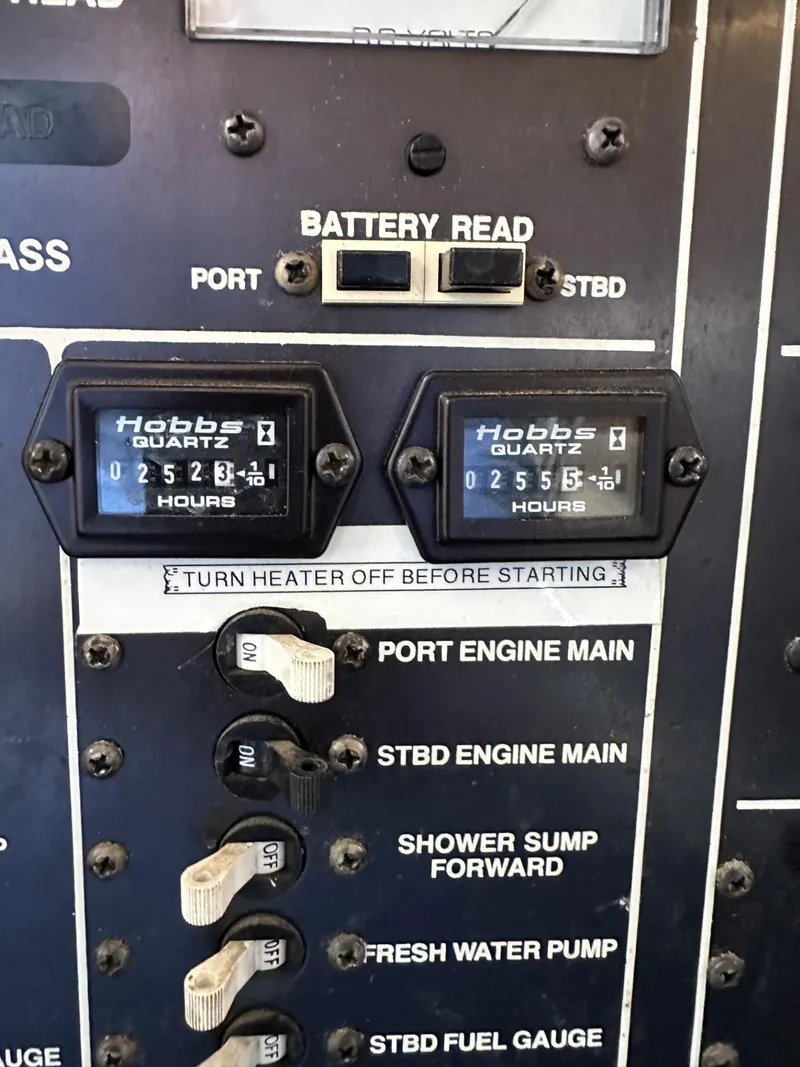 D.C. VOLTS
BATTERY READ
ASS
PORT
STBD
Hobbs
QUARTZ
0 2 5 2 3 1/10
HOURS
Hobbs
QUARTZ
0 2 5 5 5 1/10
HOURS
TURN HEATER OFF BEFORE STARTING
ON
PORT ENGINE MAIN
ON
STBD ENGINE MAIN
OFF
SHOWER SUMP
FORWARD
OFF
FRESH WATER PUMP
OFF
STBD FUEL GAUGE
AUGE